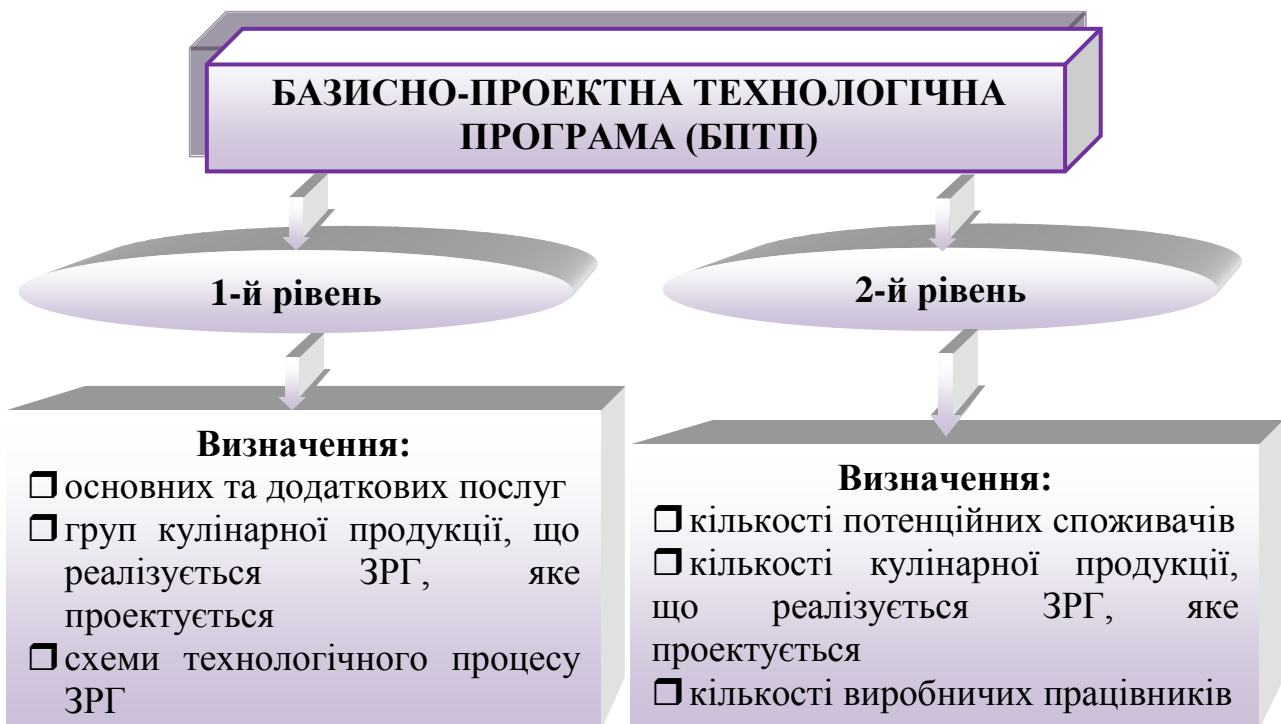 БАЗИСНО-ПРОЕКТНА ТЕХНОЛОГІЧНА
ПРОГРАМА (БПТП)
1-й рівень
2-й рівень
Визначення:
❒ основних та додаткових послуг
❒ груп кулінарної продукції, що
реалізується ЗРГ, яке
проектується
❒ схеми технологічного процесу
ЗРГ
Визначення:
❒ кількості потенційних споживачів
❒ кількості кулінарної продукції,
що реалізується ЗРГ, яке
проектується
❒ кількості виробничих працівників